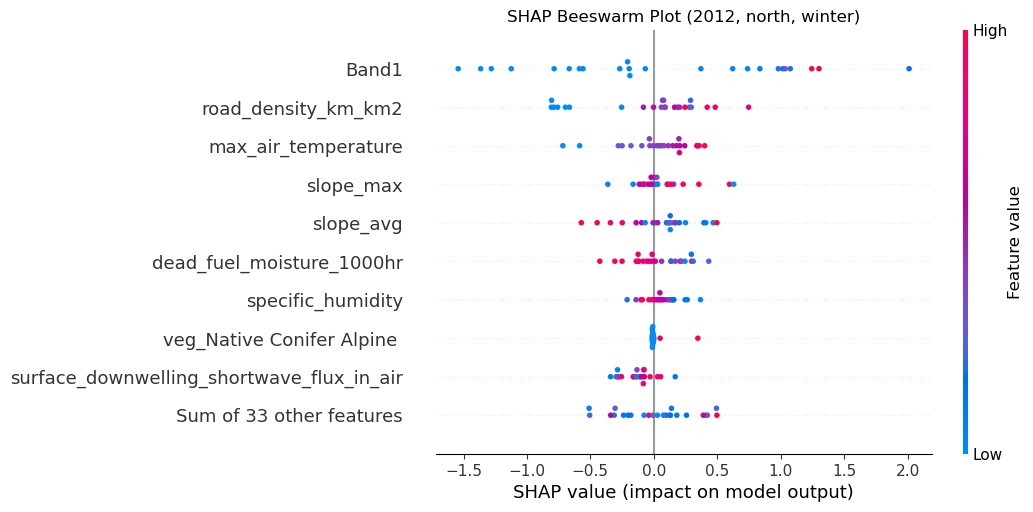 SHAP Beeswarm Plot (2012, north, winter)
High
Band1
road_density_km_km2
max_air_temperature
slope_max
slope_avg
dead_fuel_moisture_1000hr
specific_humidity
veg_Native Conifer Alpine
surface_downwelling_shortwave_flux_in_air
Sum of 33 other features
Feature value
Low
−1.5 −1.0 −0.5 0.0 0.5 1.0 1.5 2.0
SHAP value (impact on model output)